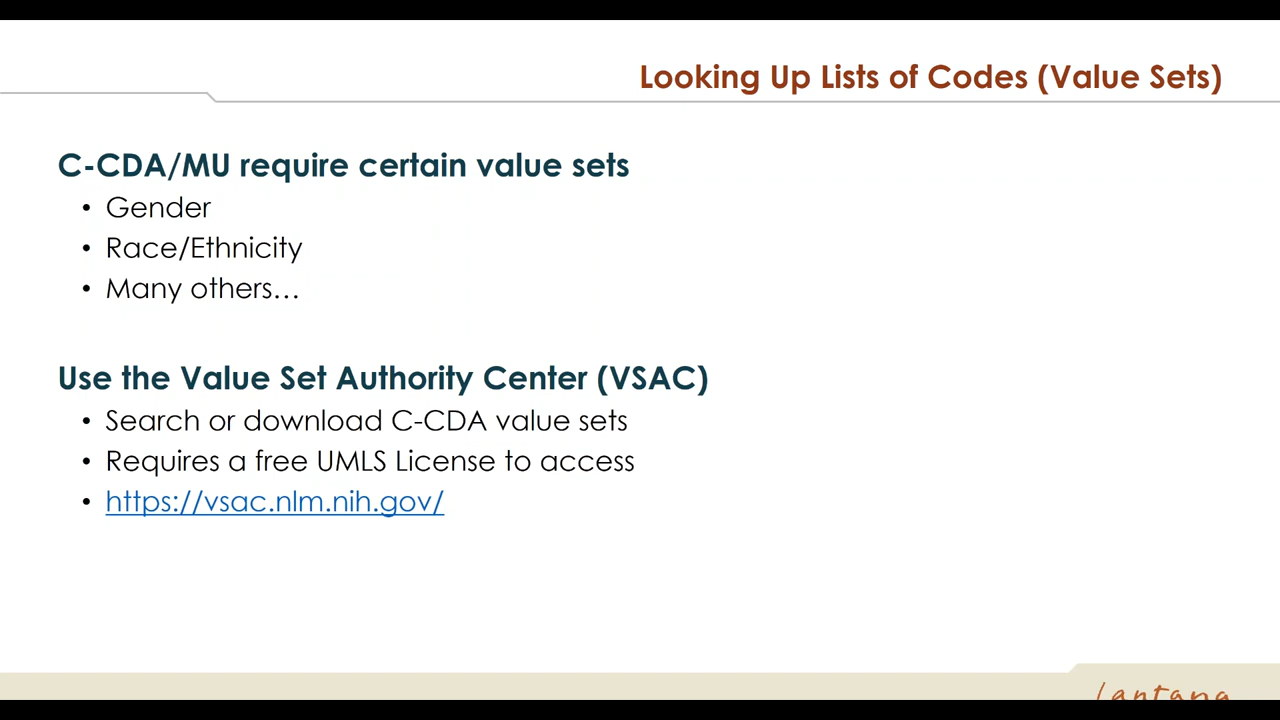 Looking Up Lists of Codes (Value Sets)
C-CDA/MU require certain value sets
• Gender
• Race/Ethnicity
• Many others…
Use the Value Set Authority Center (VSAC)
• Search or download C-CDA value sets
• Requires a free UMLS License to access
• https://vsac.nlm.nih.gov/
Lantana